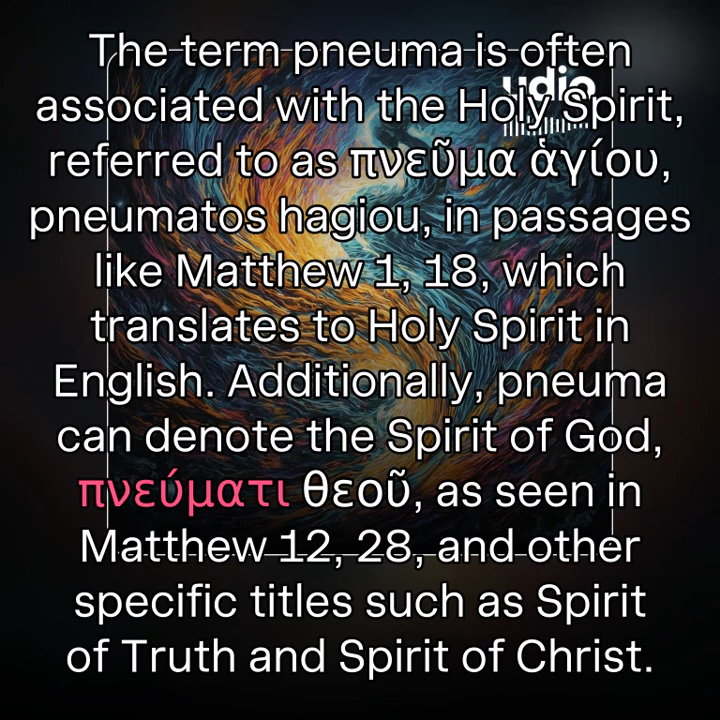 The term pneuma is often
associated with the Holy Spirit,
referred to as πνεῦμα ἁγίου,
pneumatos hagiou, in passages
like Matthew 1, 18, which
translates to Holy Spirit in
English. Additionally, pneuma
can denote the Spirit of God,
πνεύματι θεοῦ, as seen in
Matthew 12, 28, and other
specific titles such as Spirit
of Truth and Spirit of Christ.
udio